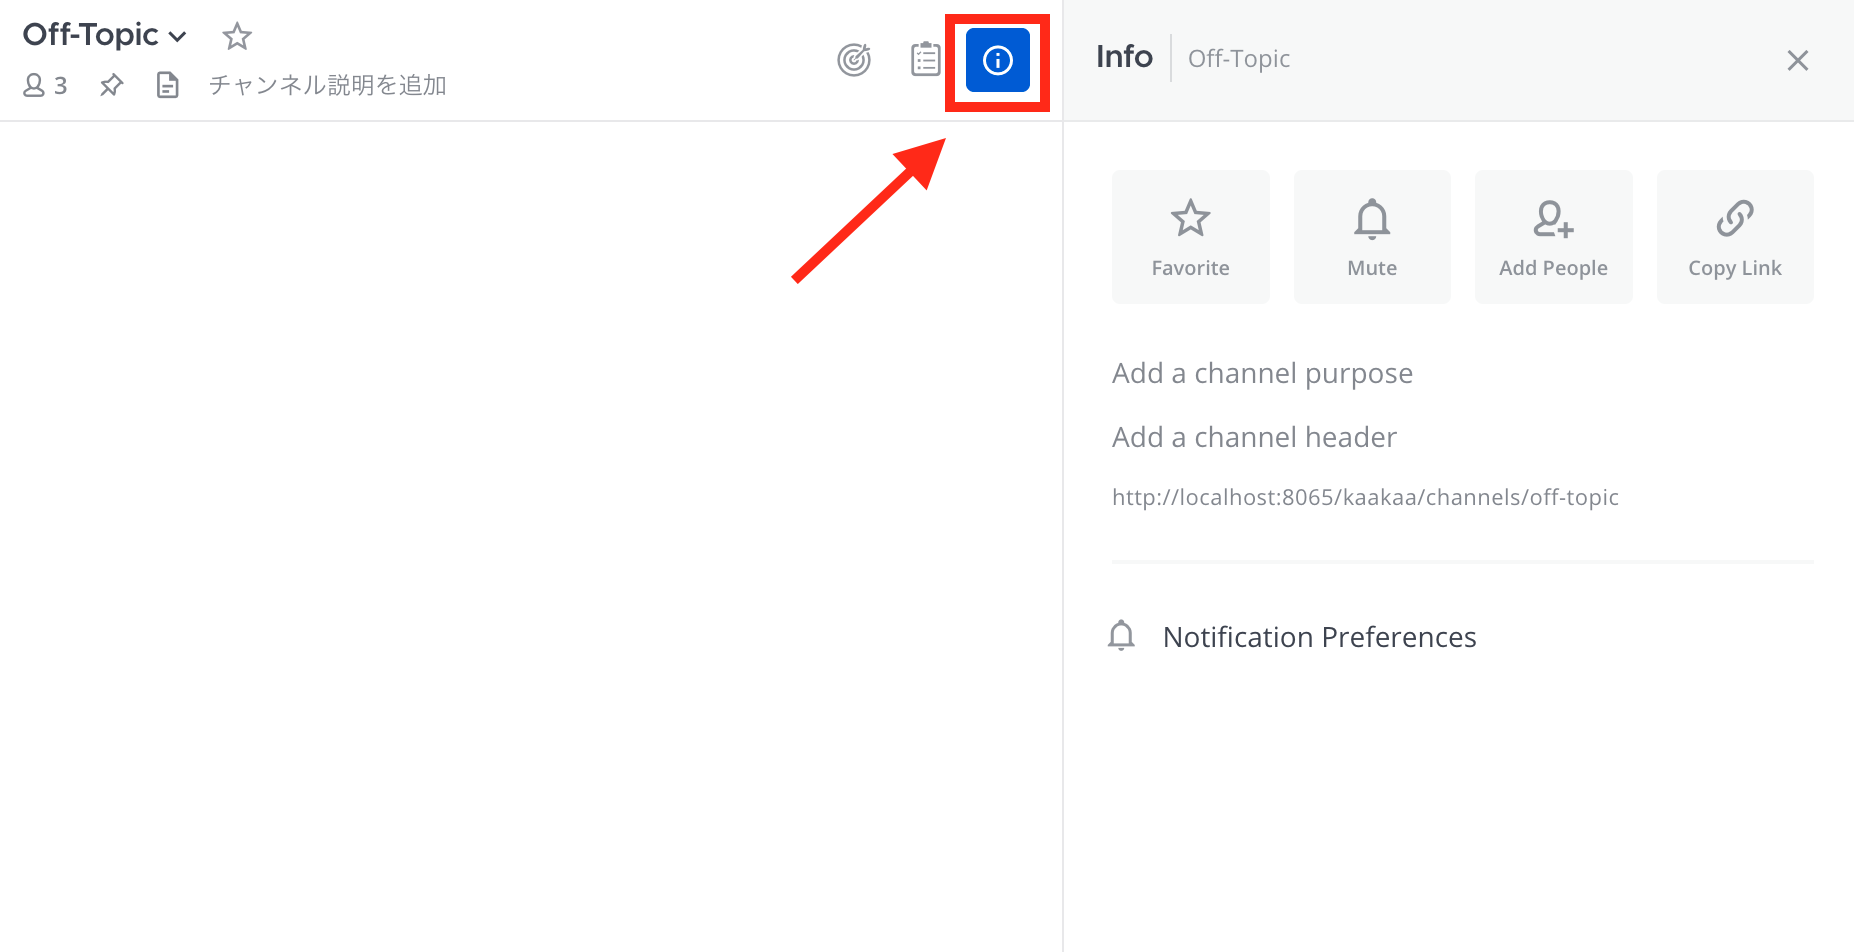 Off-Topic
3 チャンネル説明を追加
Info Off-Topic
Favorite Mute Add People Copy Link
Add a channel purpose
Add a channel header
http://localhost:8065/kaakaa/channels/off-topic
Notification Preferences